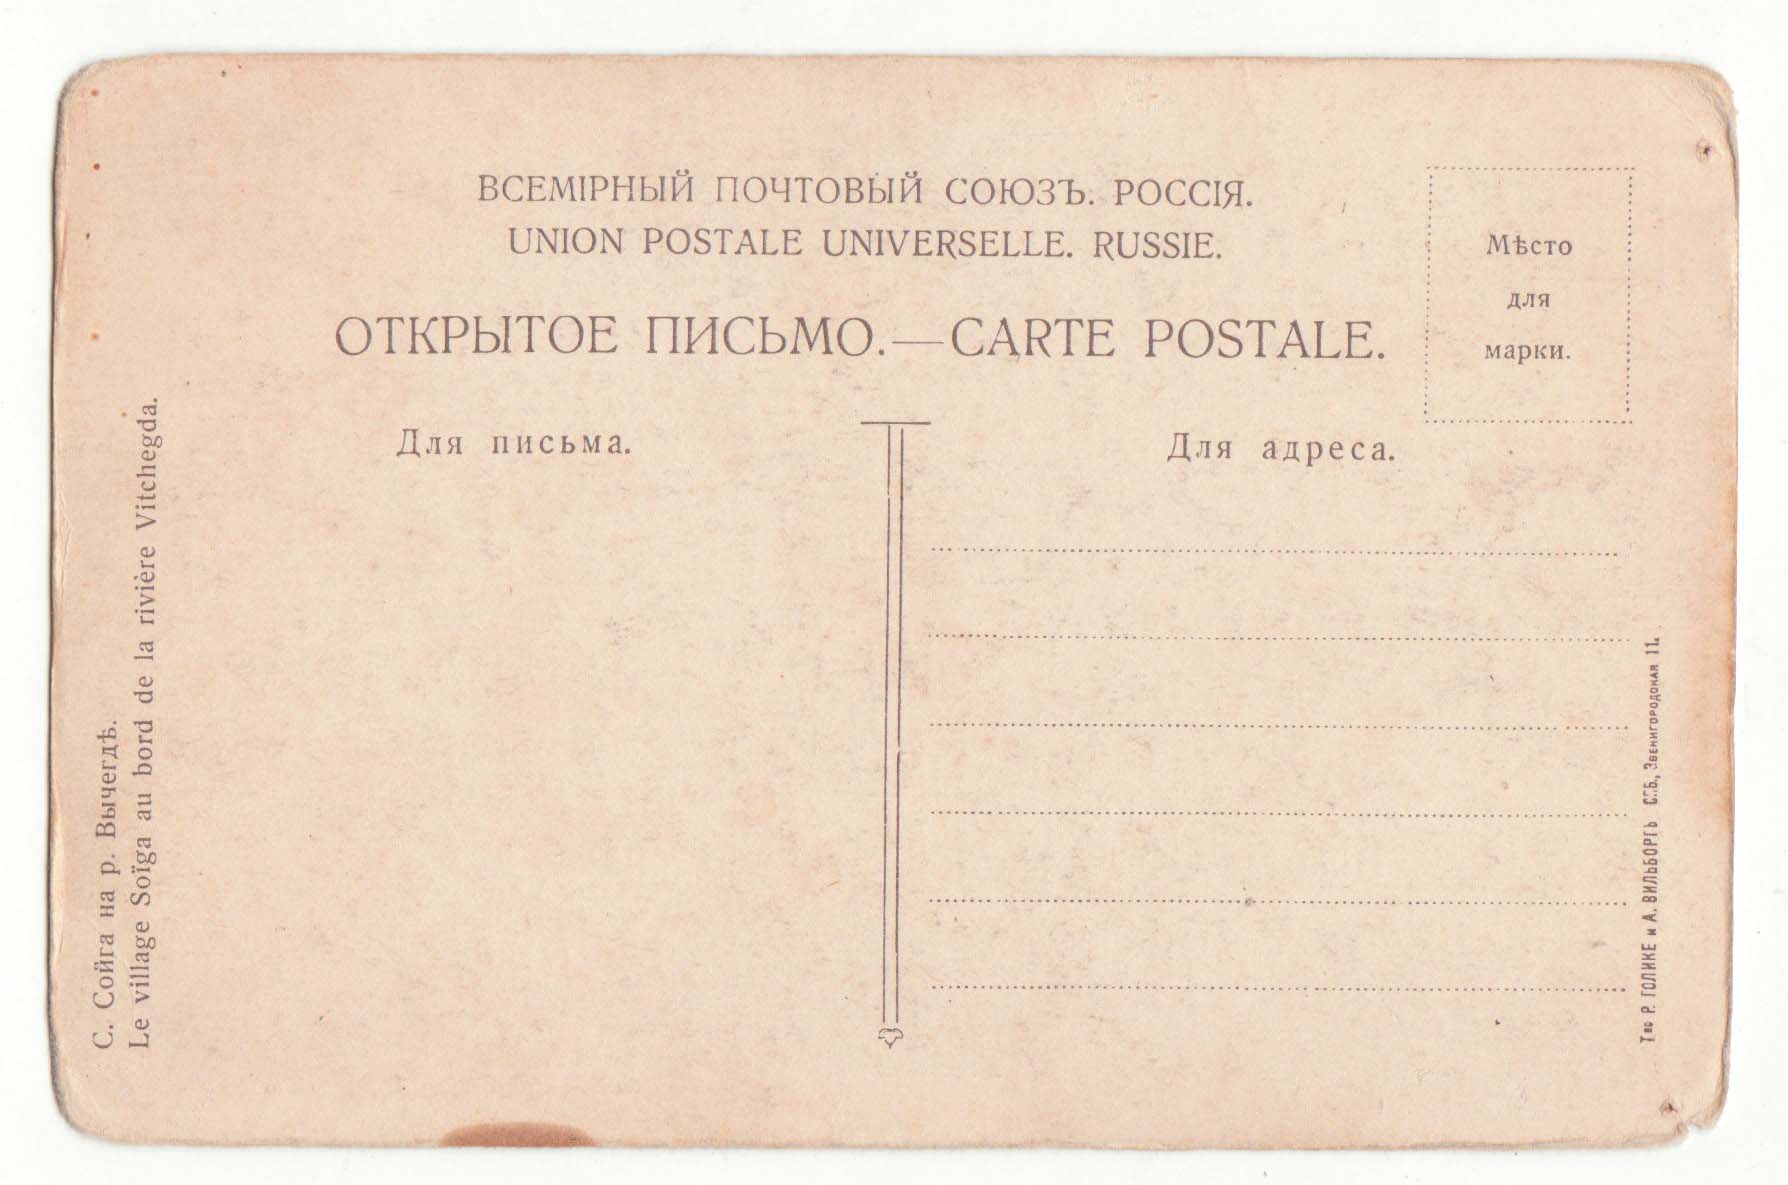 ВСЕМІРНЫЙ ПОЧТОВЫЙ СОЮЗЪ. РОССІЯ.
UNION POSTALE UNIVERSELLE. RUSSIE.
ОТКРЫТОЕ ПИСЬМО.—CARTE POSTALE.
Мѣсто
для
марки.
Для письма.
Для адреса.
С. Сойга на р. Вычегдѣ.
Le village Soïga au bord de la rivière Vitchegda.
Тип Р. ГОЛИКЕ и А. ВИЛЬБОРГЪ СПБ., Звенигородская 11.